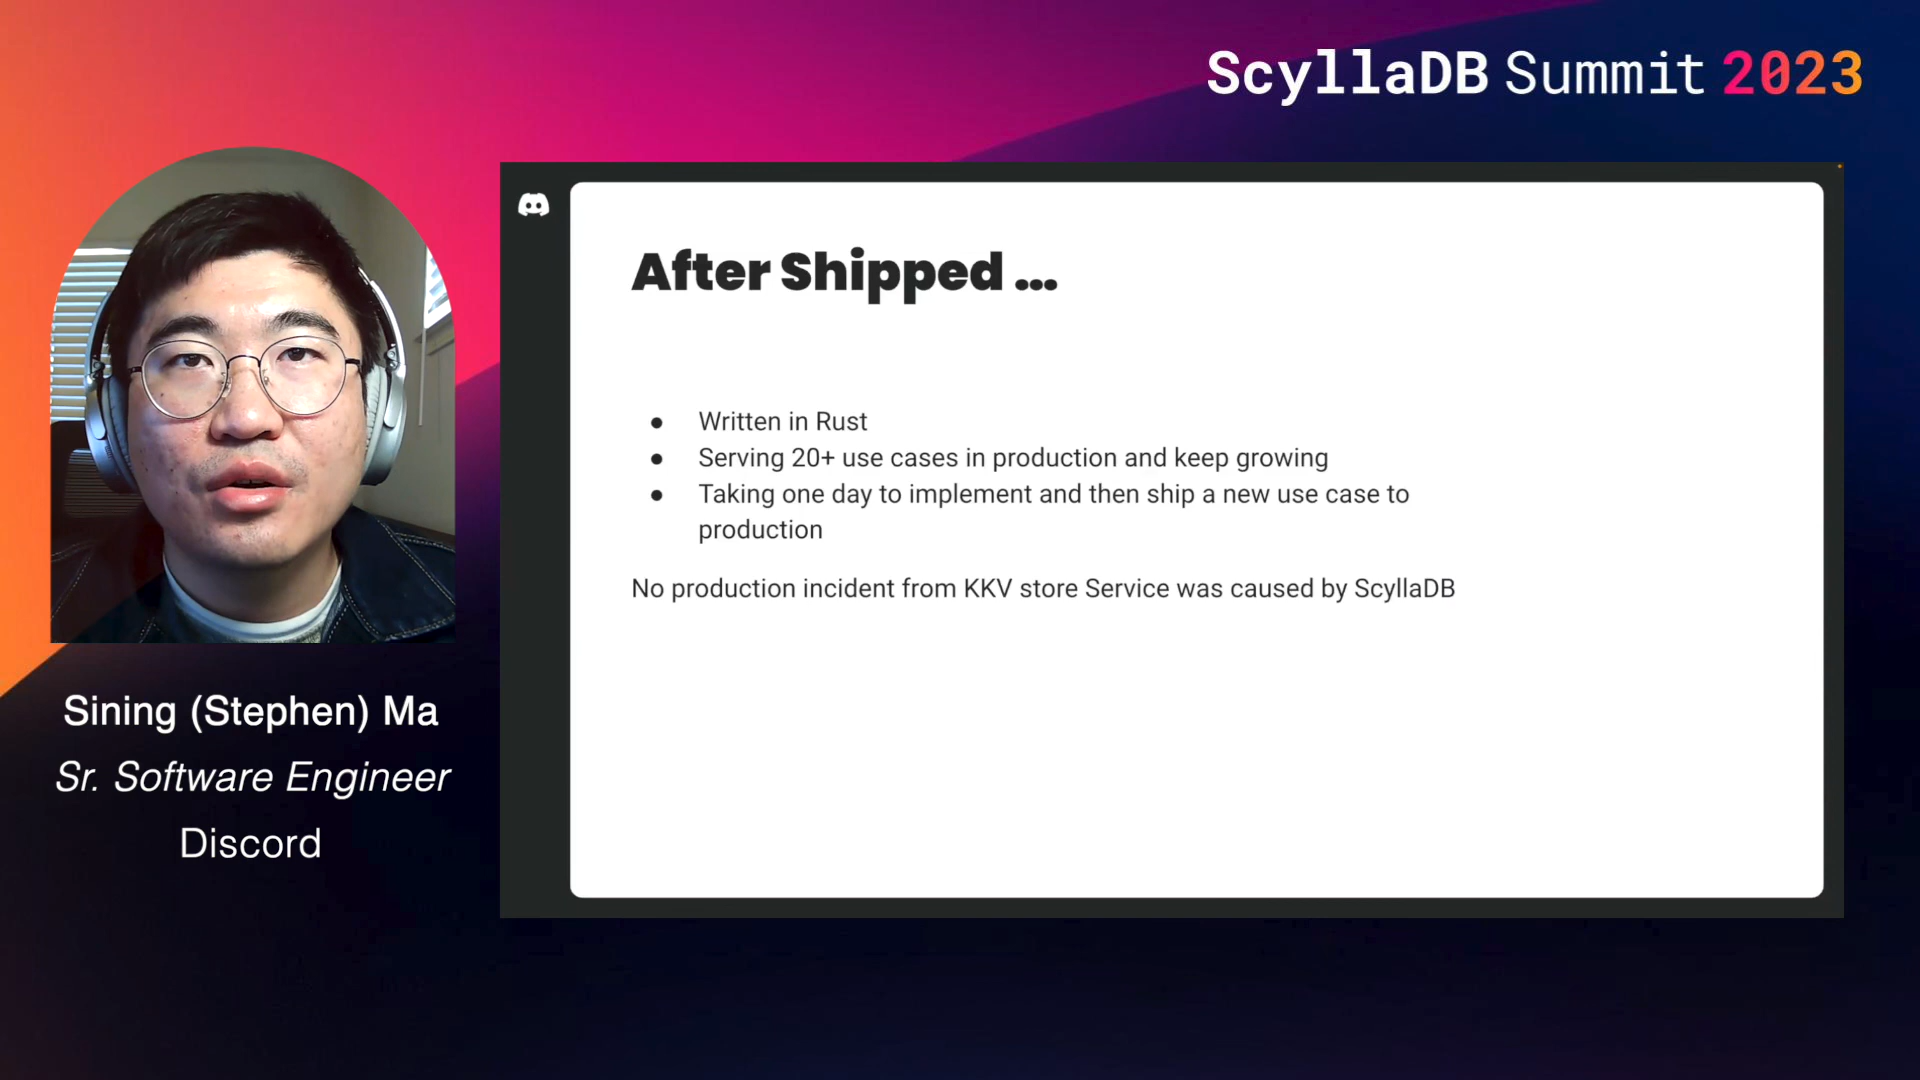 ScyllaDB Summit 2023
After Shipped ...
● Written in Rust
● Serving 20+ use cases in production and keep growing
● Taking one day to implement and then ship a new use case to
production
No production incident from KKV store Service was caused by ScyllaDB
Sining (Stephen) Ma
Sr. Software Engineer
Discord